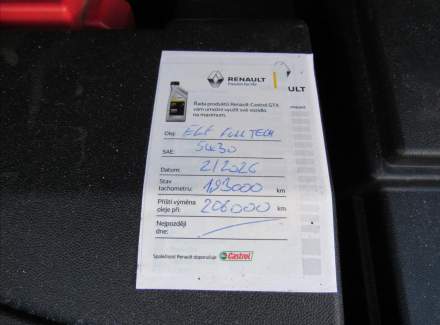 RENAULT
Passion for life
Řada produktů Renault-Castrol GTX
vám umožní využít své vozidlo
na maximum.
Olej: ELF FULL TECH
SAE: 5W30
Datum: 2/2026
Stav
tachometru: 193000 km
Příští výměna
oleje při: 206000 km
Nejpozději
dne:
Společnost Renault doporučuje Castrol
AULT